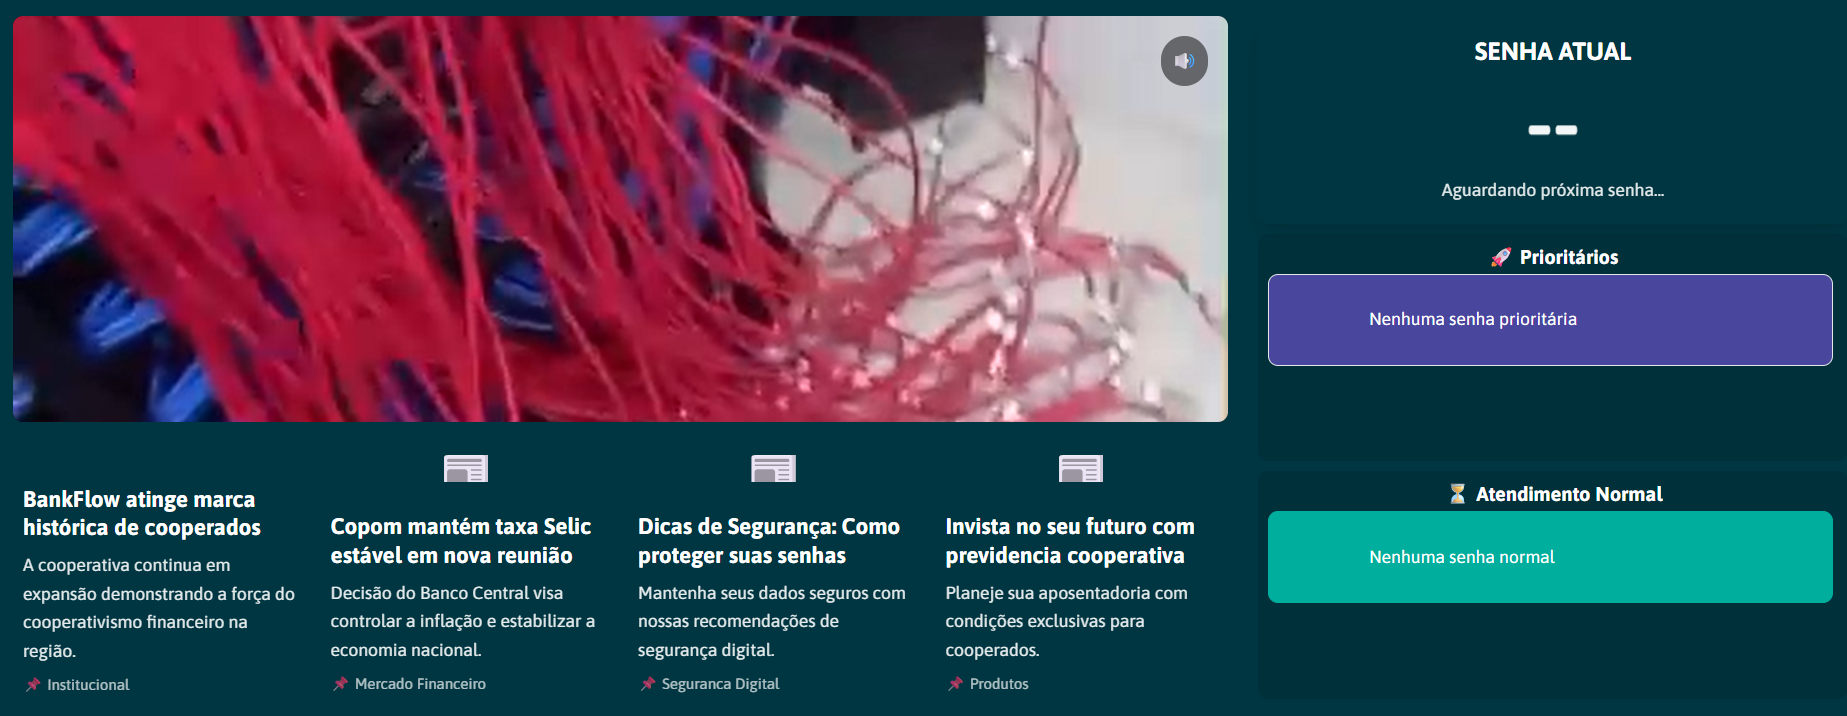 SENHA ATUAL
--
Aguardando próxima senha...
🚀 Prioritários
Nenhuma senha prioritária
⏳ Atendimento Normal
Nenhuma senha normal
BankFlow atinge marca
histórica de cooperados
A cooperativa continua em
expansão demonstrando a força do
cooperativismo financeiro na
região.
📌 Institucional
Copom mantém taxa Selic
estável em nova reunião
Decisão do Banco Central visa
controlar a inflação e estabilizar a
economia nacional.
📌 Mercado Financeiro
Dicas de Segurança: Como
proteger suas senhas
Mantenha seus dados seguros com
nossas recomendações de
segurança digital.
📌 Seguranca Digital
Invista no seu futuro com
previdencia cooperativa
Planeje sua aposentadoria com
condições exclusivas para
cooperados.
📌 Produtos